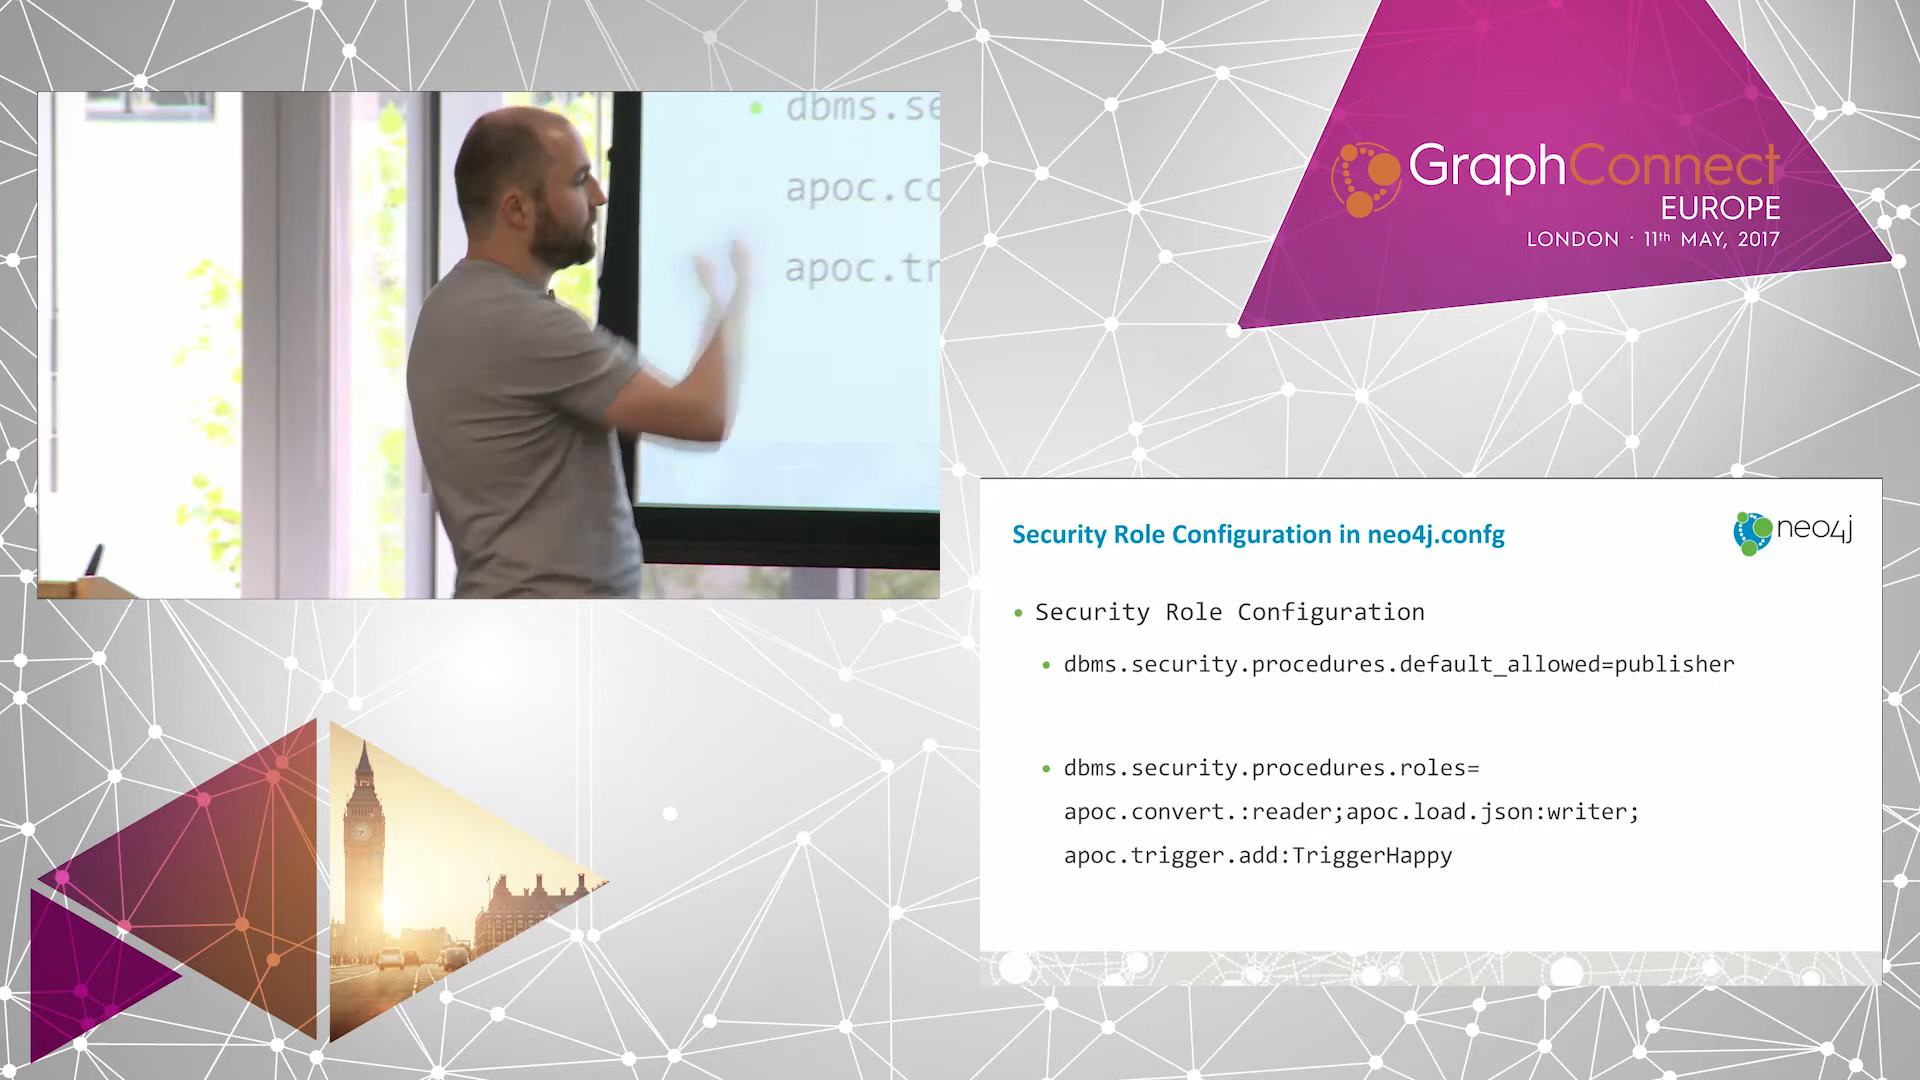 dbms.se
apoc.co
apoc.tr
GraphConnect
EUROPE
LONDON · 11th MAY, 2017
Security Role Configuration in neo4j.confg
neo4j
• Security Role Configuration
• dbms.security.procedures.default_allowed=publisher
• dbms.security.procedures.roles=
apoc.convert.:reader;apoc.load.json:writer;
apoc.trigger.add:TriggerHappy